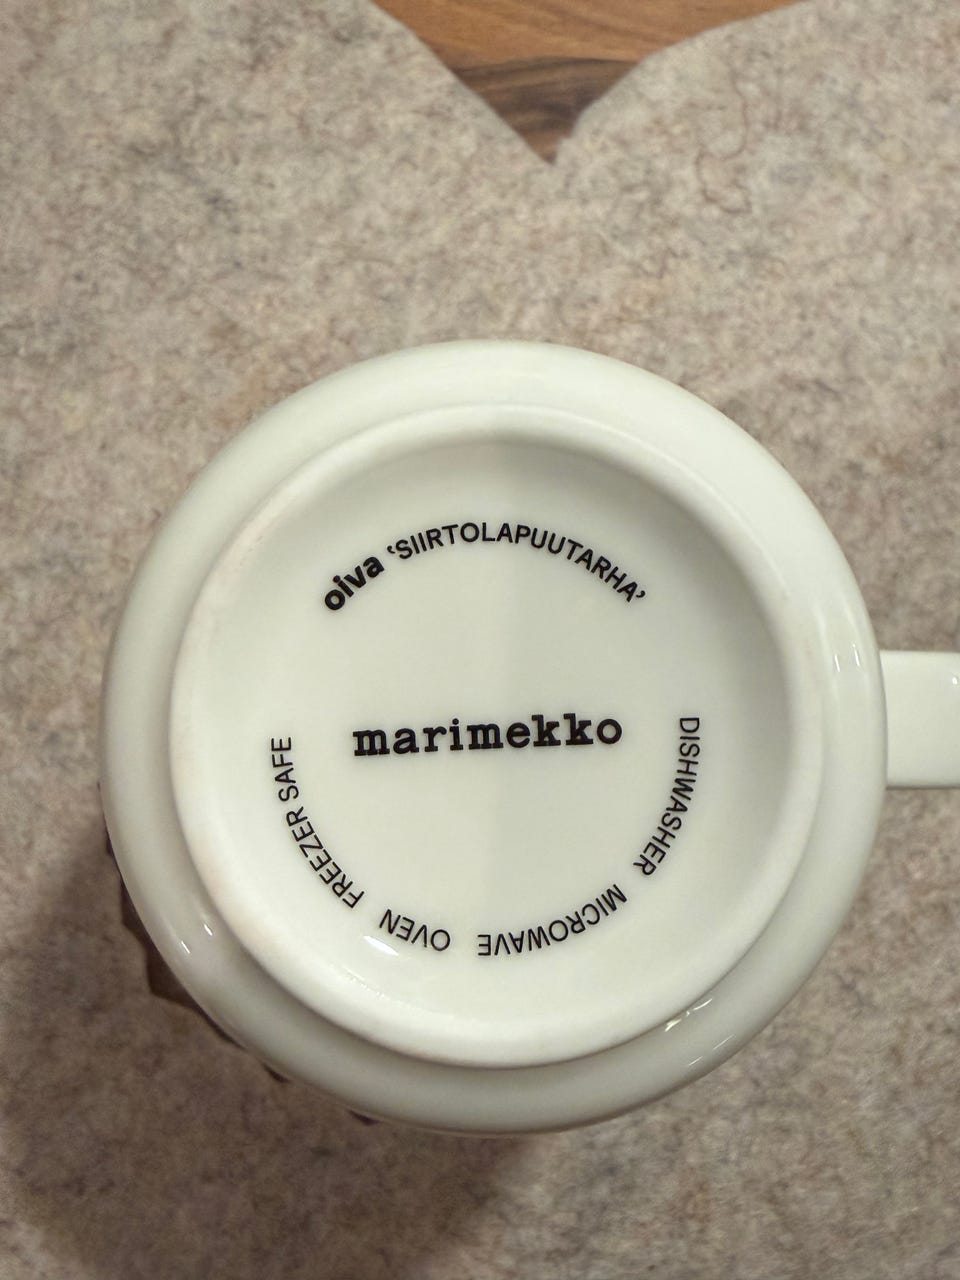 oiva ‘SIIRTOLAPUUTARHA’
marimekko
DISHWASHER MICROWAVE OVEN FREEZER SAFE